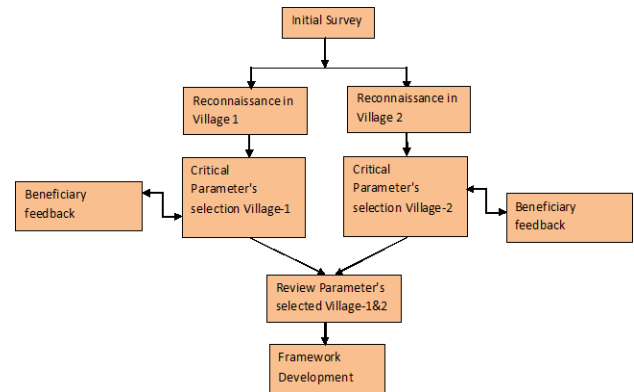 Initial Survey
Reconnaissance in
Village 1
Reconnaissance in
Village 2
Critical
Parameter's
selection Village-1
Critical
Parameter's
selection Village-2
Beneficiary
feedback
Beneficiary
feedback
Review Parameter's
selected Village-1&2
Framework
Development